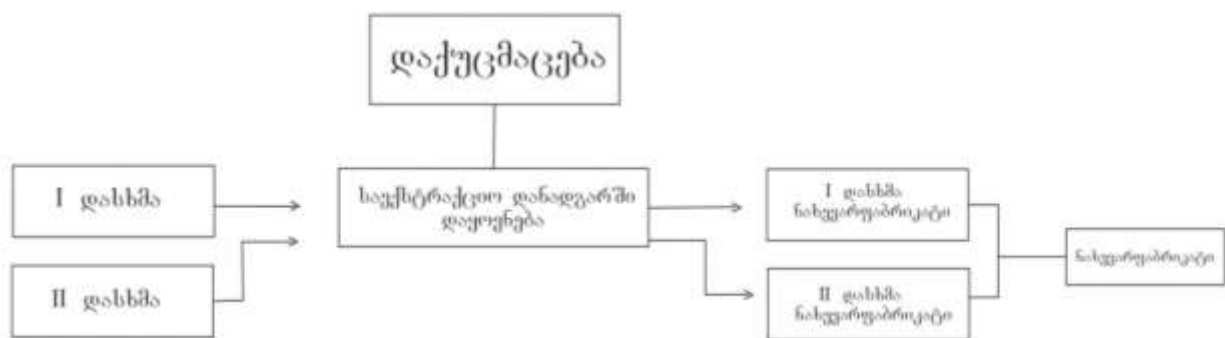 დაქუცმაცება
I დასხმა
საექსტრაქციო დანადგარში
დაყოვნება
I დასხმა
ნახევარფაბრიკატი
ნახევარფაბრიკატი
II დასხმა
II დასხმა
ნახევარფაბრიკატი